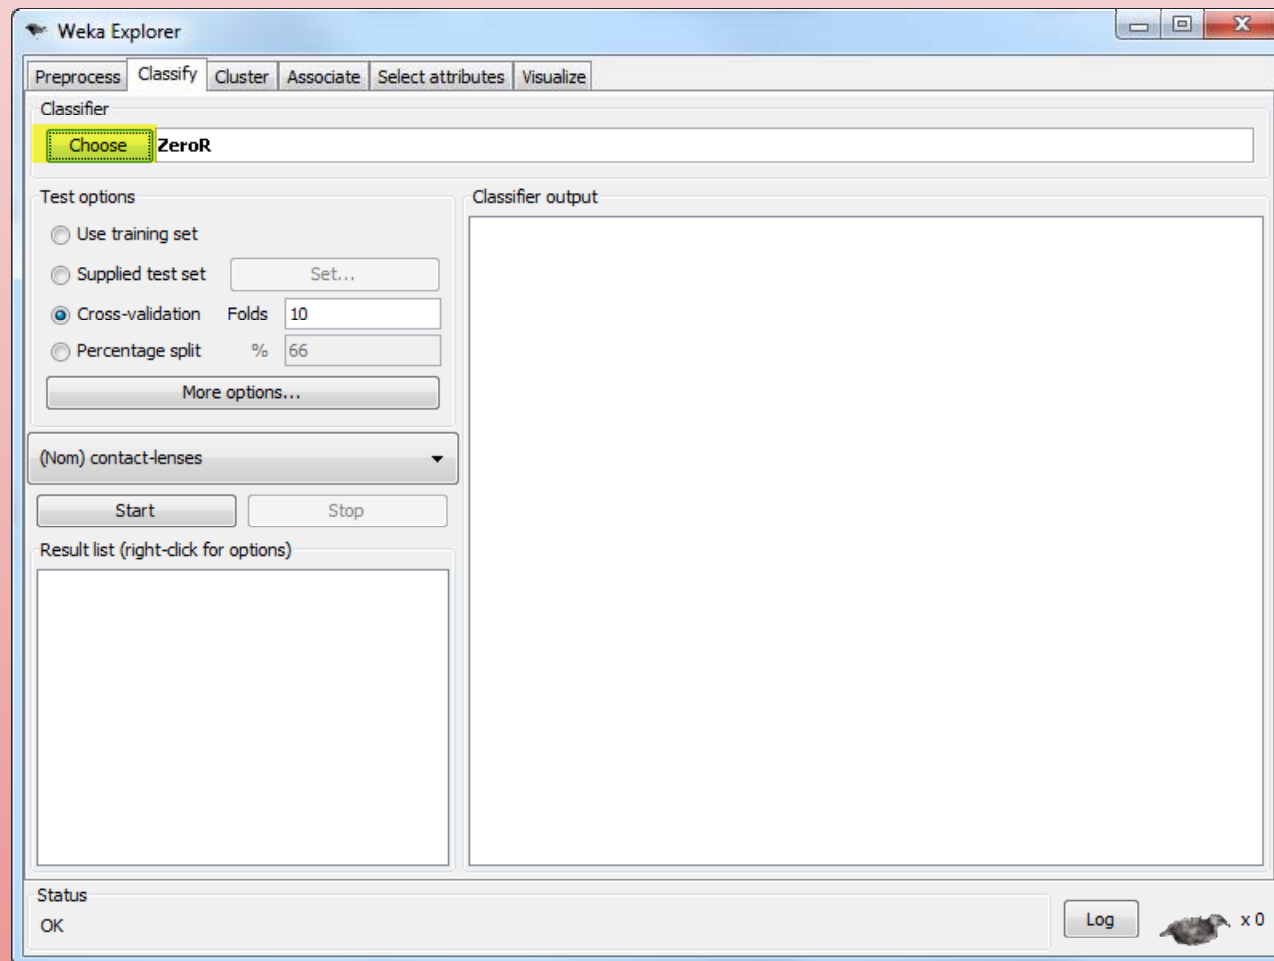 Weka Explorer
Preprocess Classify Cluster Associate Select attributes Visualize
Classifier
Choose ZeroR
Test options
Use training set
Supplied test set Set...
Cross-validation Folds 10
Percentage split % 66
More options...
(Nom) contact-lenses
Start Stop
Result list (right-click for options)
Classifier output
Status
OK
Log x 0